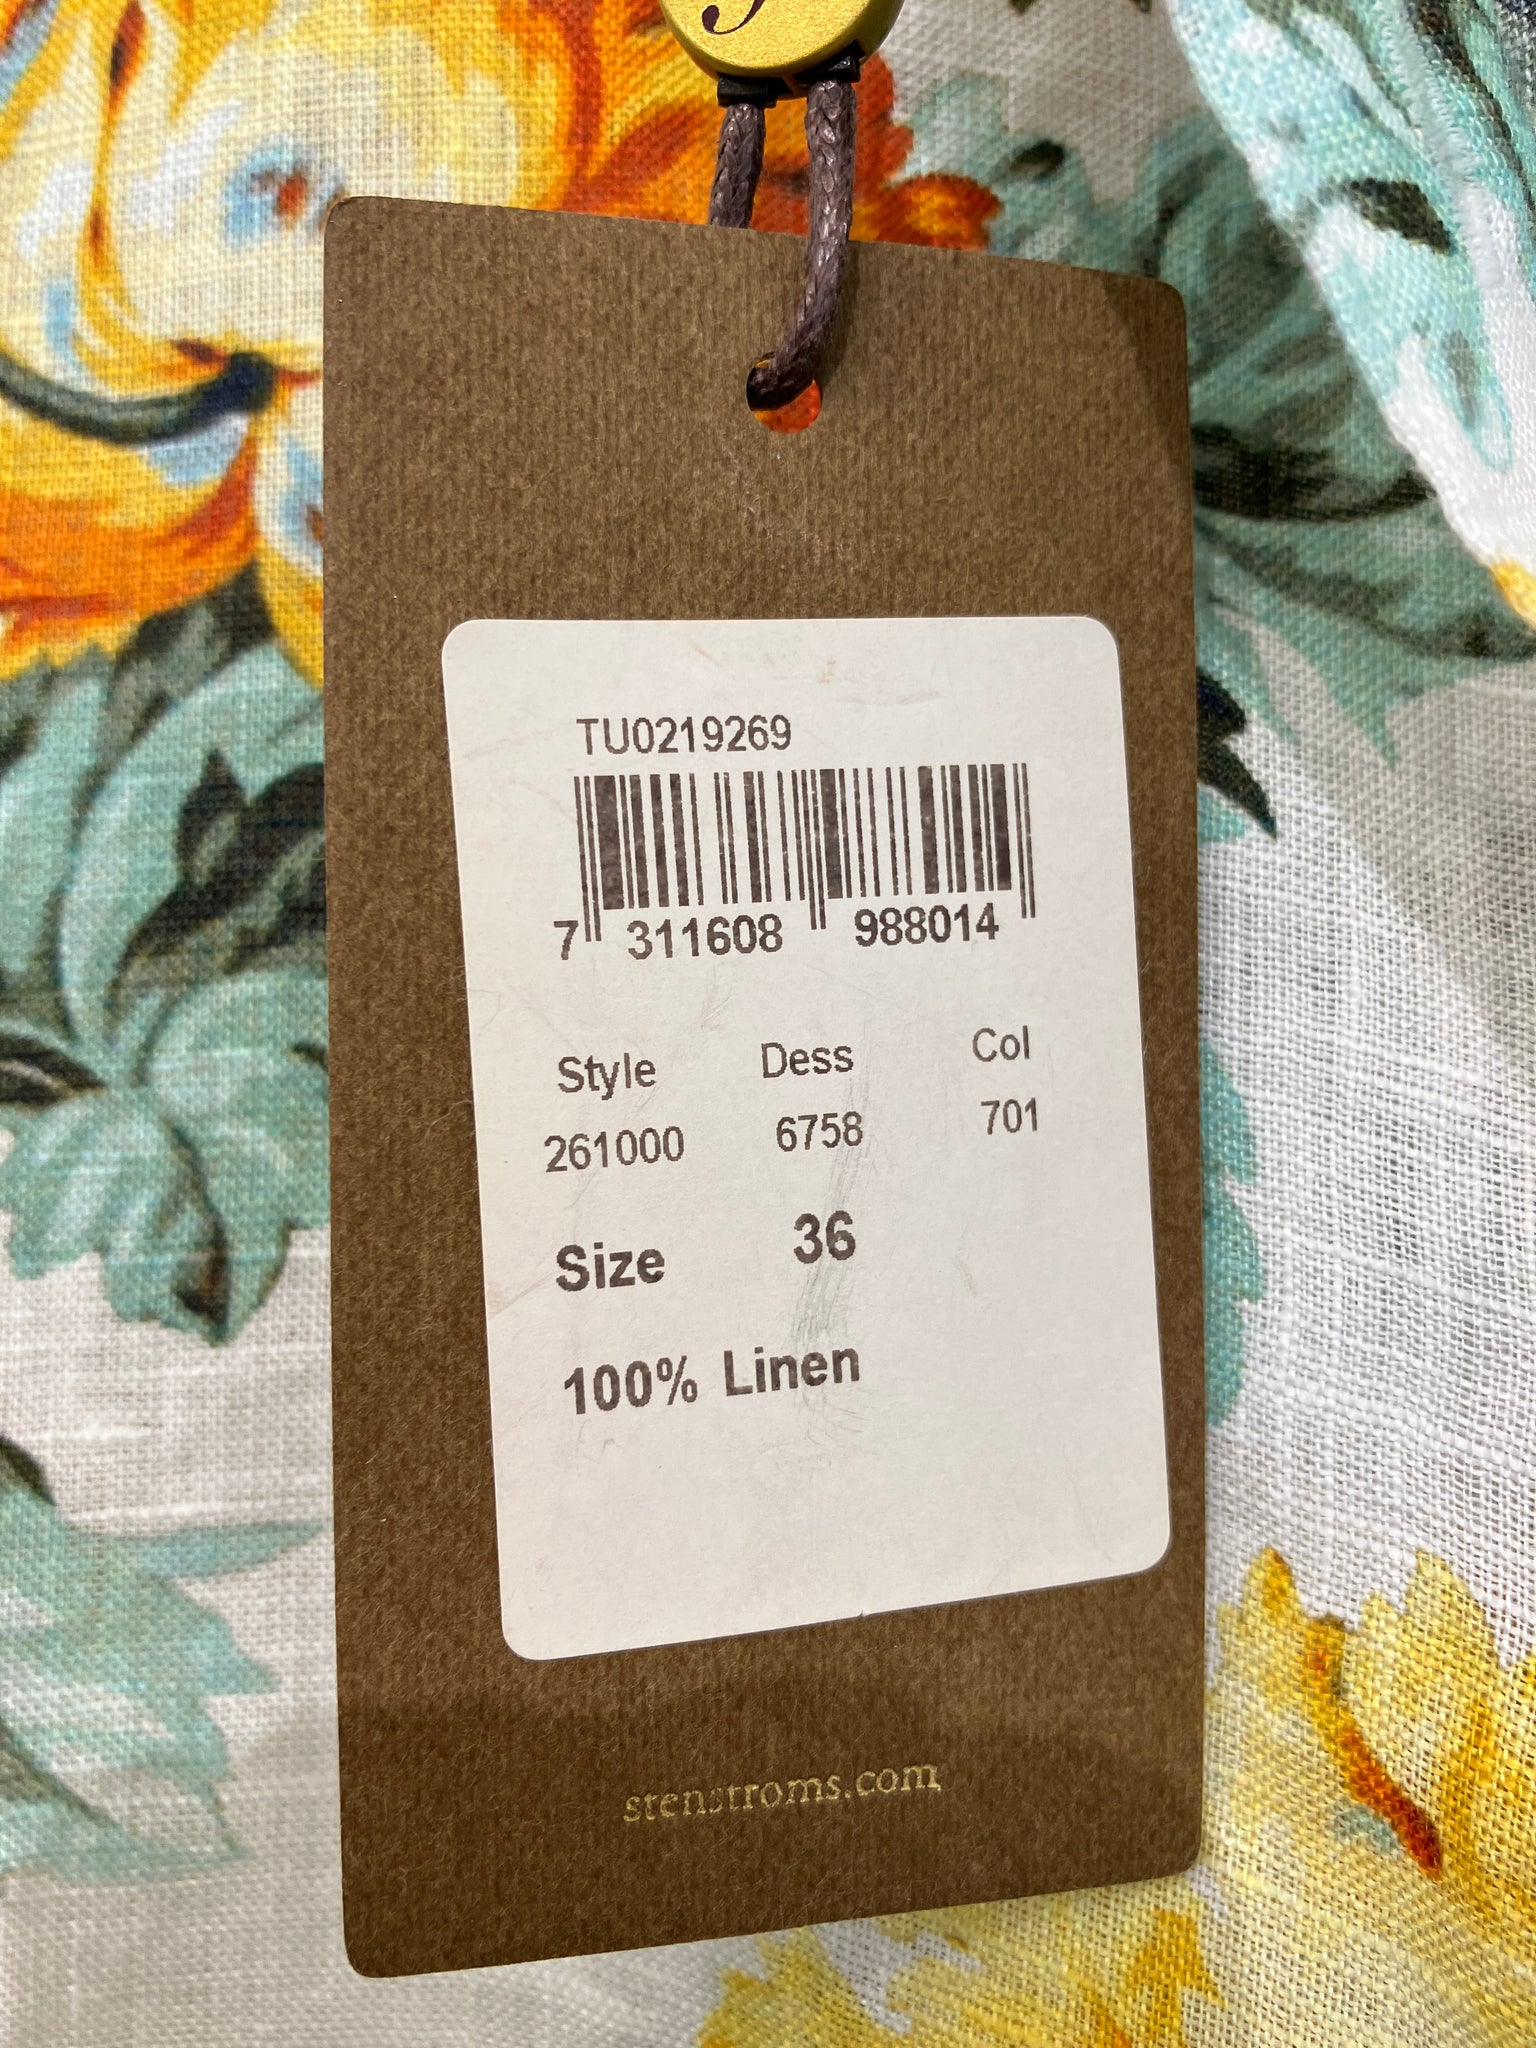 TU0219269
7 311608 988014
Style Dess Col
261000 6758 701
Size 36
100% Linen
stenstroms.com